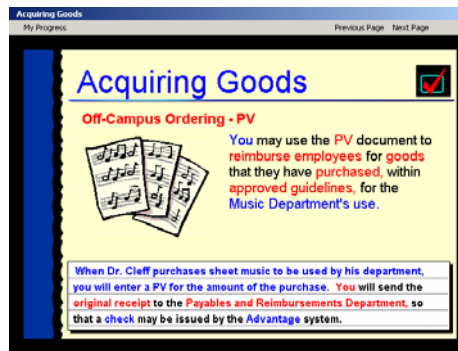 Acquiring Goods
My Progress Previous Page Next Page
Acquiring Goods
Off-Campus Ordering - PV
You may use the PV document to
reimburse employees for goods
that they have purchased, within
approved guidelines, for the
Music Department's use.
When Dr. Cleff purchases sheet music to be used by his department,
you will enter a PV for the amount of the purchase. You will send the
original receipt to the Payables and Reimbursements Department, so
that a check may be issued by the Advantage system.